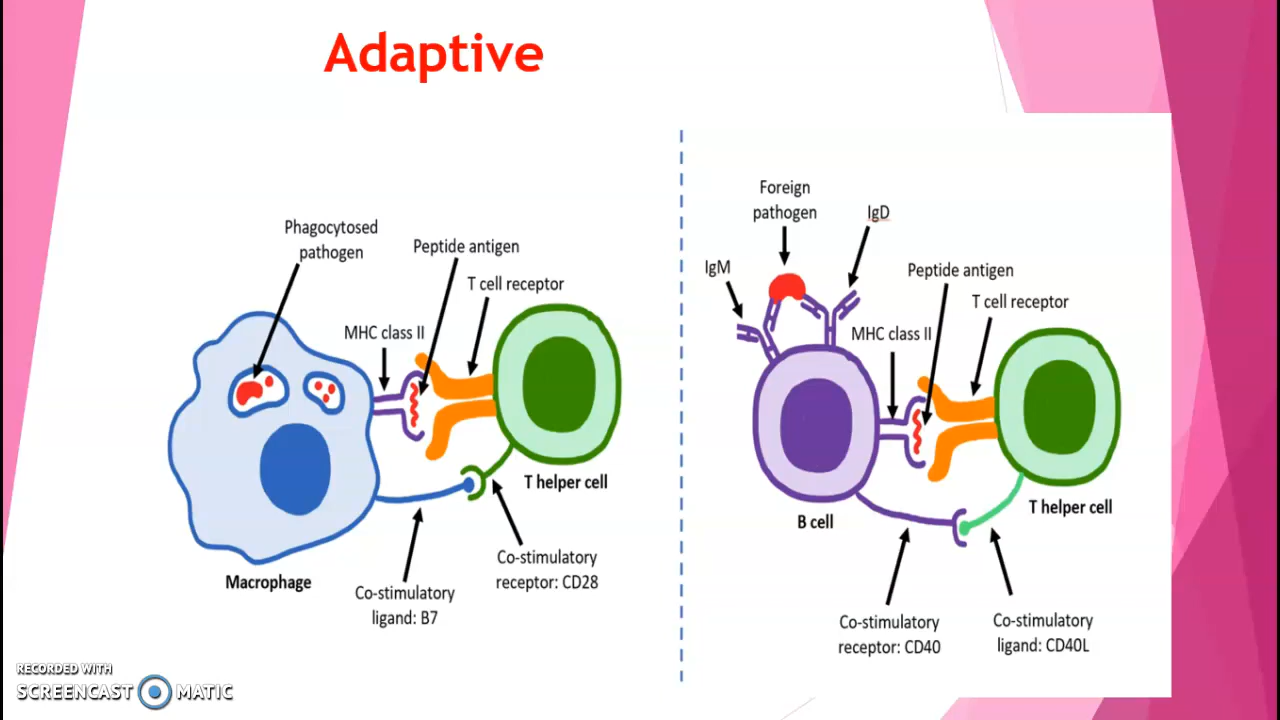 Adaptive
Phagocytosed
pathogen
Peptide antigen
T cell receptor
MHC class II
T helper cell
Macrophage
Co-stimulatory
ligand: B7
Co-stimulatory
receptor: CD28
Foreign
pathogen
IgD
IgM
Peptide antigen
T cell receptor
MHC class II
B cell
T helper cell
Co-stimulatory
receptor: CD40
Co-stimulatory
ligand: CD40L
RECORDED WITH
SCREENCAST MATIC